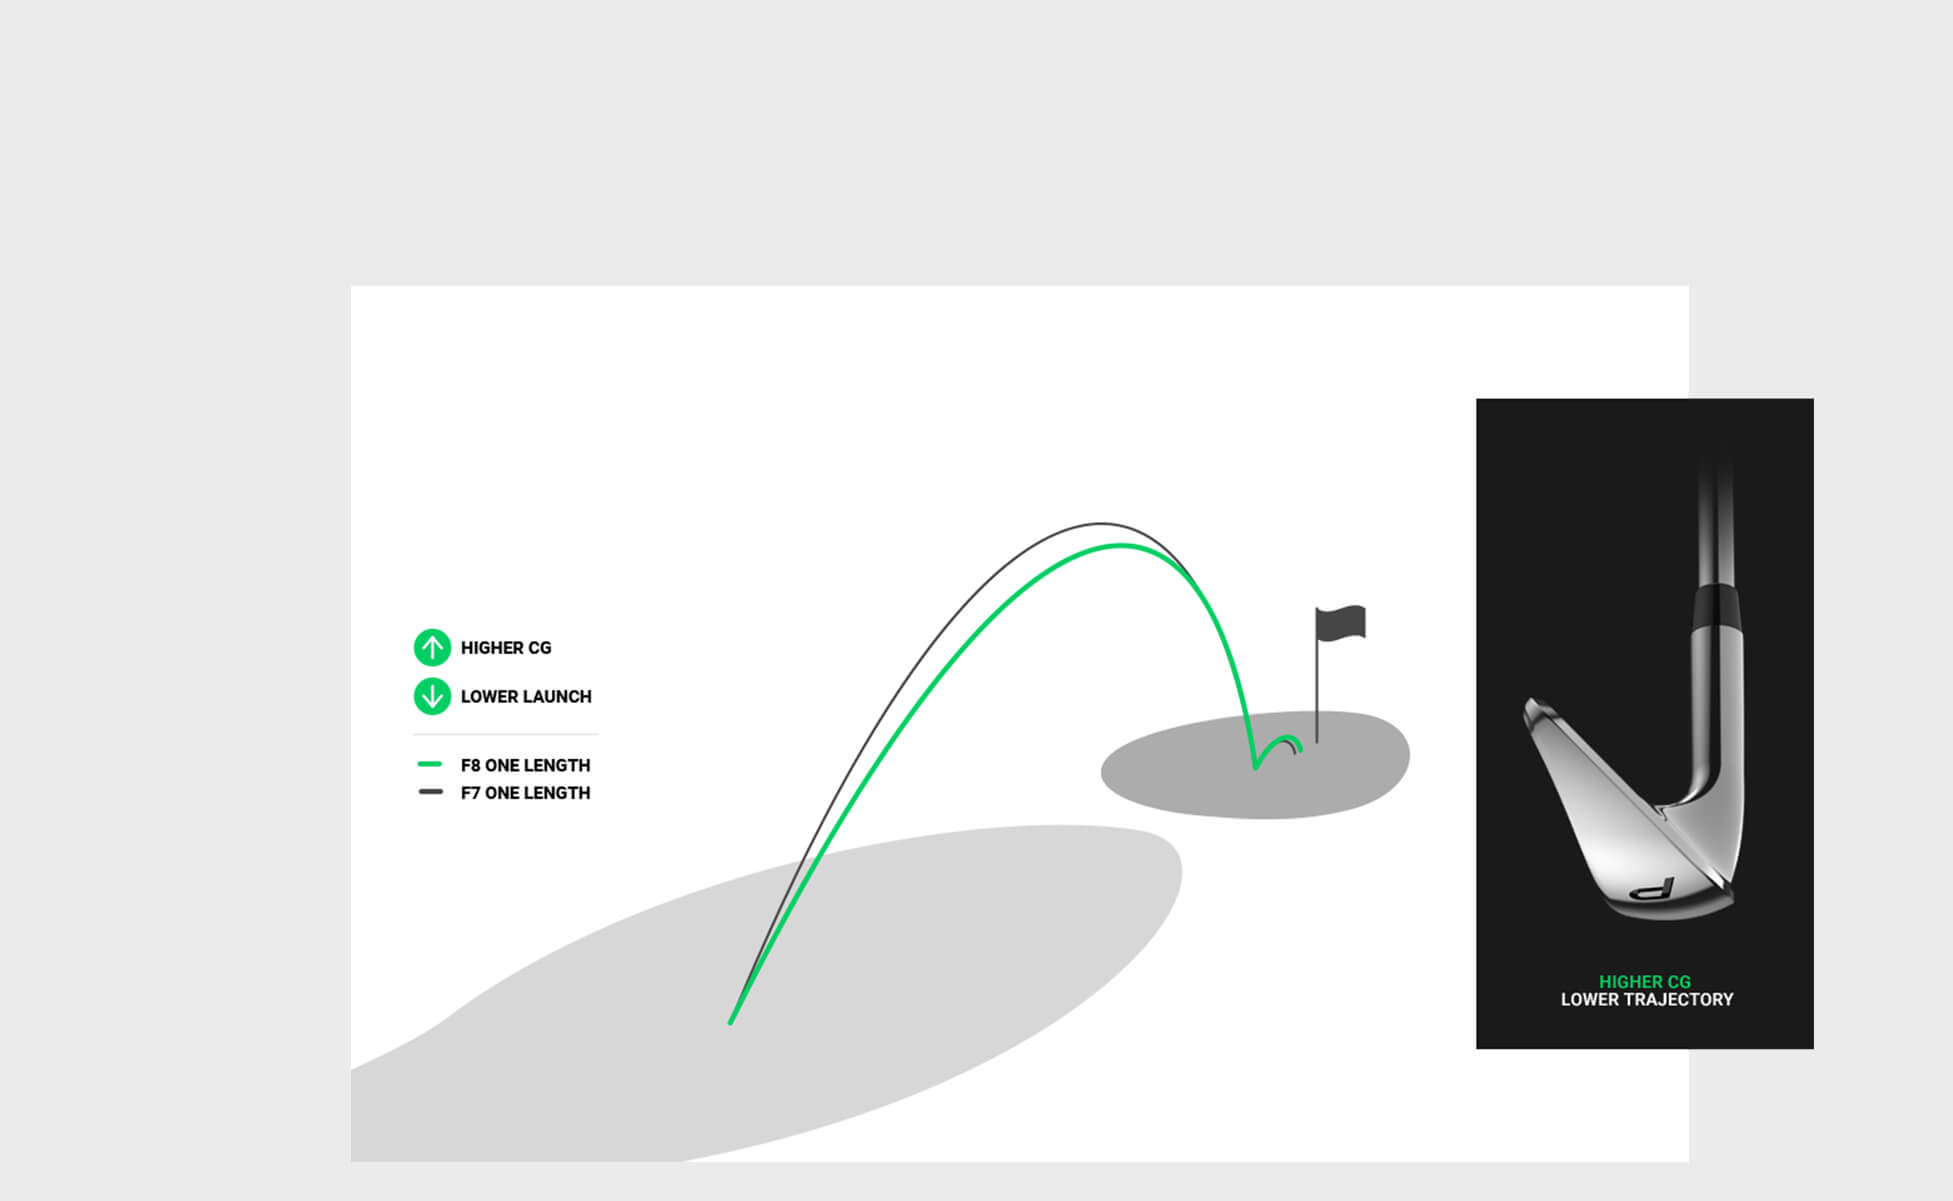 HIGHER CG
LOWER LAUNCH
F8 ONE LENGTH
F7 ONE LENGTH
P
HIGHER CG
LOWER TRAJECTORY